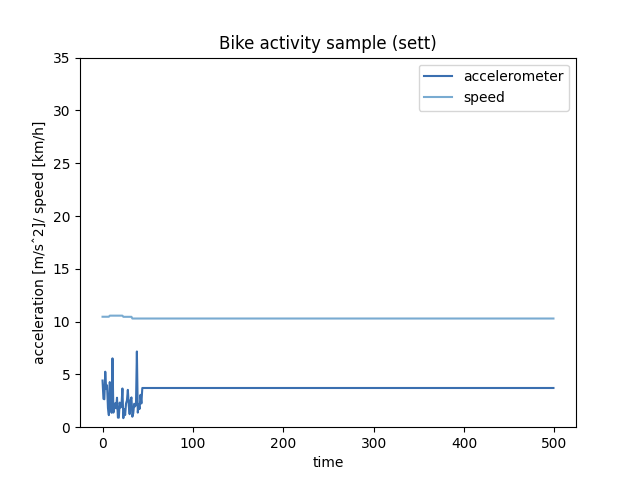 Bike activity sample (sett)
accelerometer
speed
acceleration [m/s^2]/ speed [km/h]
35
30
25
20
15
10
5
0
0 100 200 300 400 500
time